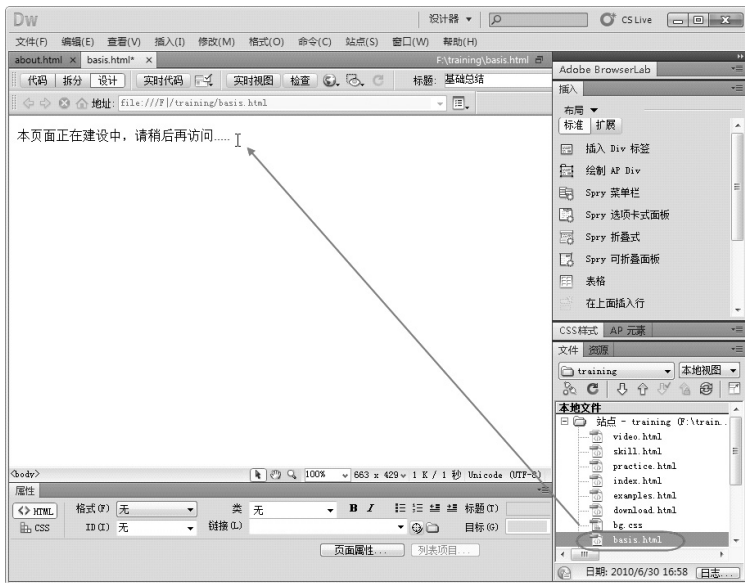 Dw 设计器 CS Live
文件(F) 编辑(E) 查看(V) 插入(I) 修改(M) 格式(O) 命令(C) 站点(S) 窗口(W) 帮助(H)
about.html × basis.html* × F:\training\basis.html
代码 拆分 设计 实时代码 实时视图 检查 标题: 基础总结
地址: file:///F|/training/basis.html
本页面正在建设中，请稍后再访问.....
<body> 100% 663 x 429 1 K / 1 秒 Unicode (UTF-8)
属性
<> HTML 格式(F) 无 类 无 B I 标题(T)
CSS ID(I) 无 链接(L) 目标(G)
页面属性... 列表项目...
Adobe BrowserLab
插入
布局
标准 扩展
插入 Div 标签
绘制 AP Div
Spry 菜单栏
Spry 选项卡式面板
Spry 折叠式
Spry 可折叠面板
表格
在上面插入行
CSS样式 AP 元素
文件 资源
training 本地视图
本地文件
站点 - training (F:\train..
video.html
skill.html
practice.html
index.html
examples.html
download.html
bg.css
basis.html
日期: 2010/6/30 16:58 日志...